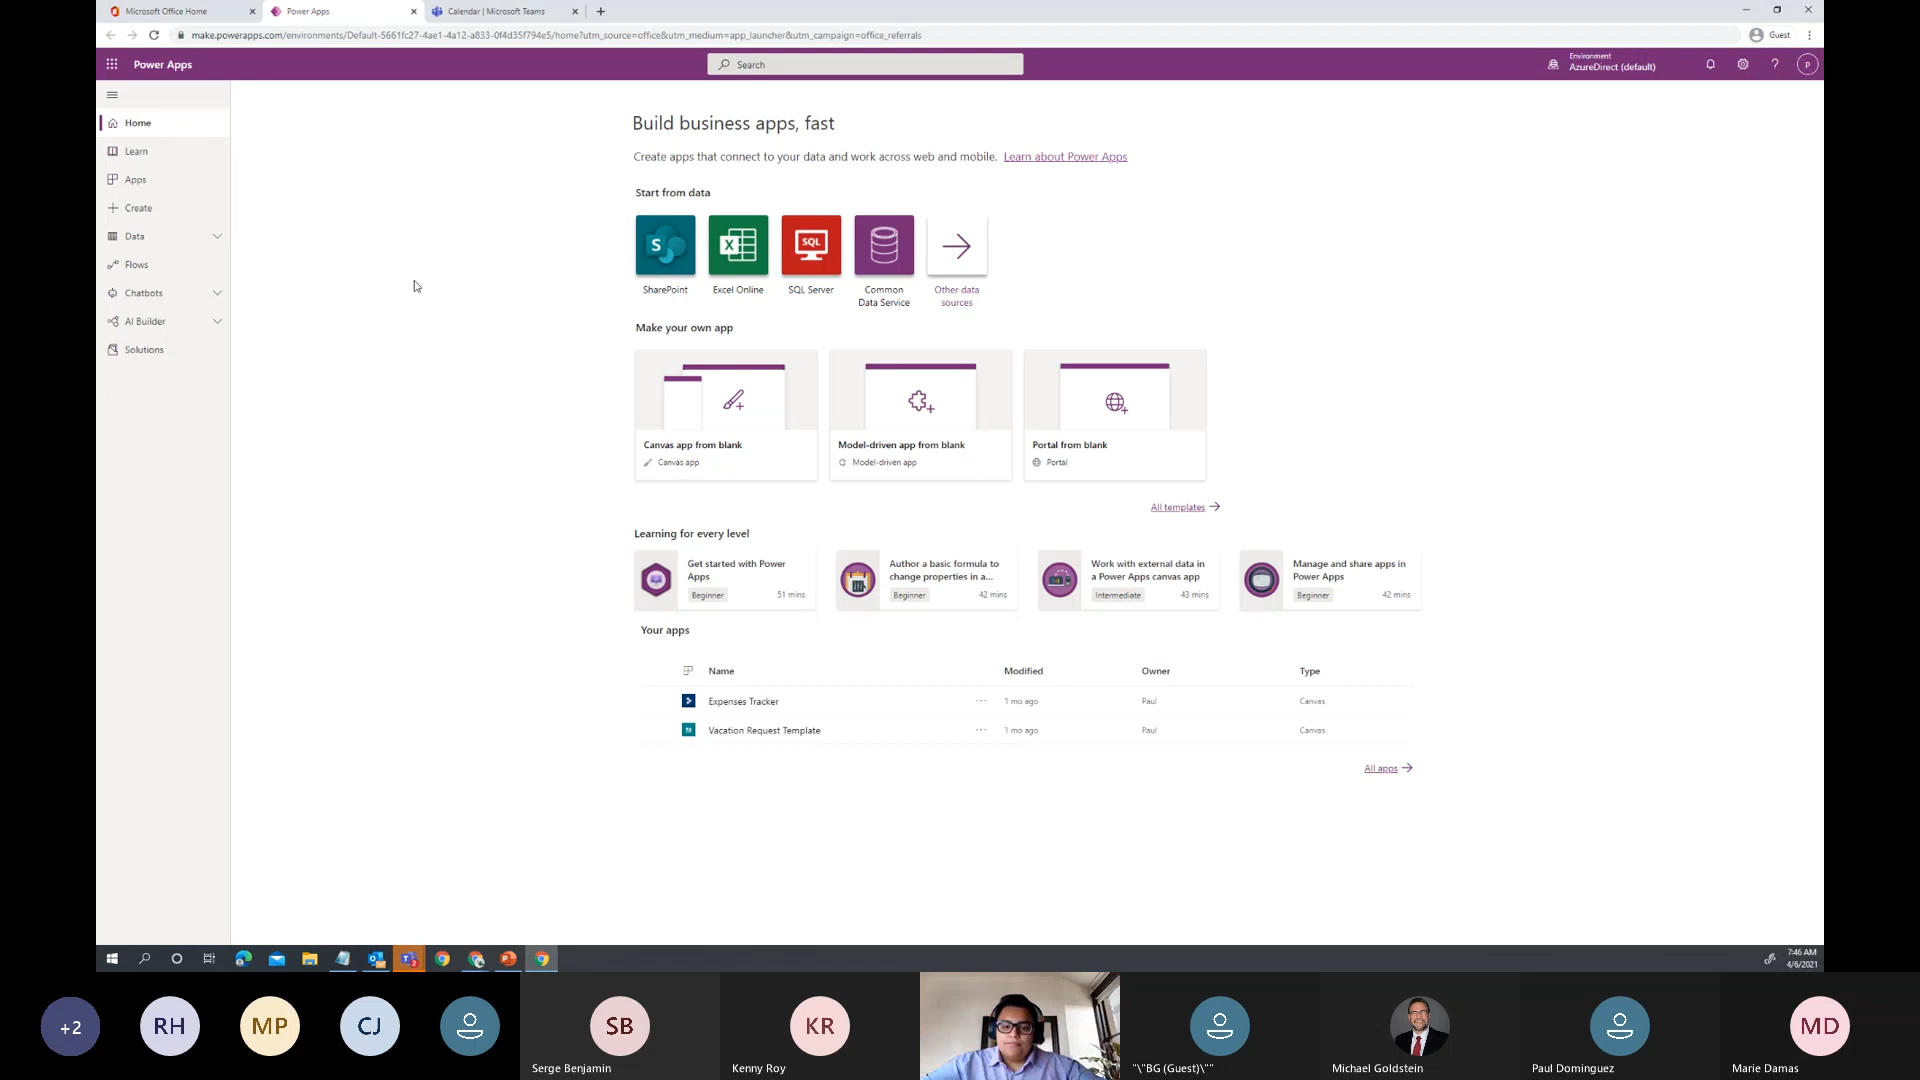 Microsoft Office Home
Power Apps
Calendar | Microsoft Teams
make.powerapps.com/environments/Default-5661fc27-4ae1-4a12-a833-0f4d35f794e5/home?utm_source=office&utm_medium=app_launcher&utm_campaign=office_referrals
Guest
Power Apps
Search
Environment
AzureDirect (default)
P
Home
Learn
Apps
Create
Data
Flows
Chatbots
AI Builder
Solutions
Build business apps, fast
Create apps that connect to your data and work across web and mobile. Learn about Power Apps
Start from data
S
X
SQL
SharePoint
Excel Online
SQL Server
Common
Data Service
Other data
sources
Make your own app
Canvas app from blank
Canvas app
Model-driven app from blank
Model-driven app
Portal from blank
Portal
All templates
Learning for every level
Get started with Power
Apps
Beginner
51 mins
Author a basic formula to
change properties in a...
Beginner
42 mins
Work with external data in
a Power Apps canvas app
Intermediate
43 mins
Manage and share apps in
Power Apps
Beginner
42 mins
Your apps
Name
Modified
Owner
Type
Expenses Tracker
1 mo ago
Paul
Canvas
Vacation Request Template
1 mo ago
Paul
Canvas
All apps
7:46 AM
4/6/2021
+2
RH
MP
CJ
SB
Serge Benjamin
KR
Kenny Roy
"\"BG (Guest)\""
Michael Goldstein
Paul Dominguez
MD
Marie Damas